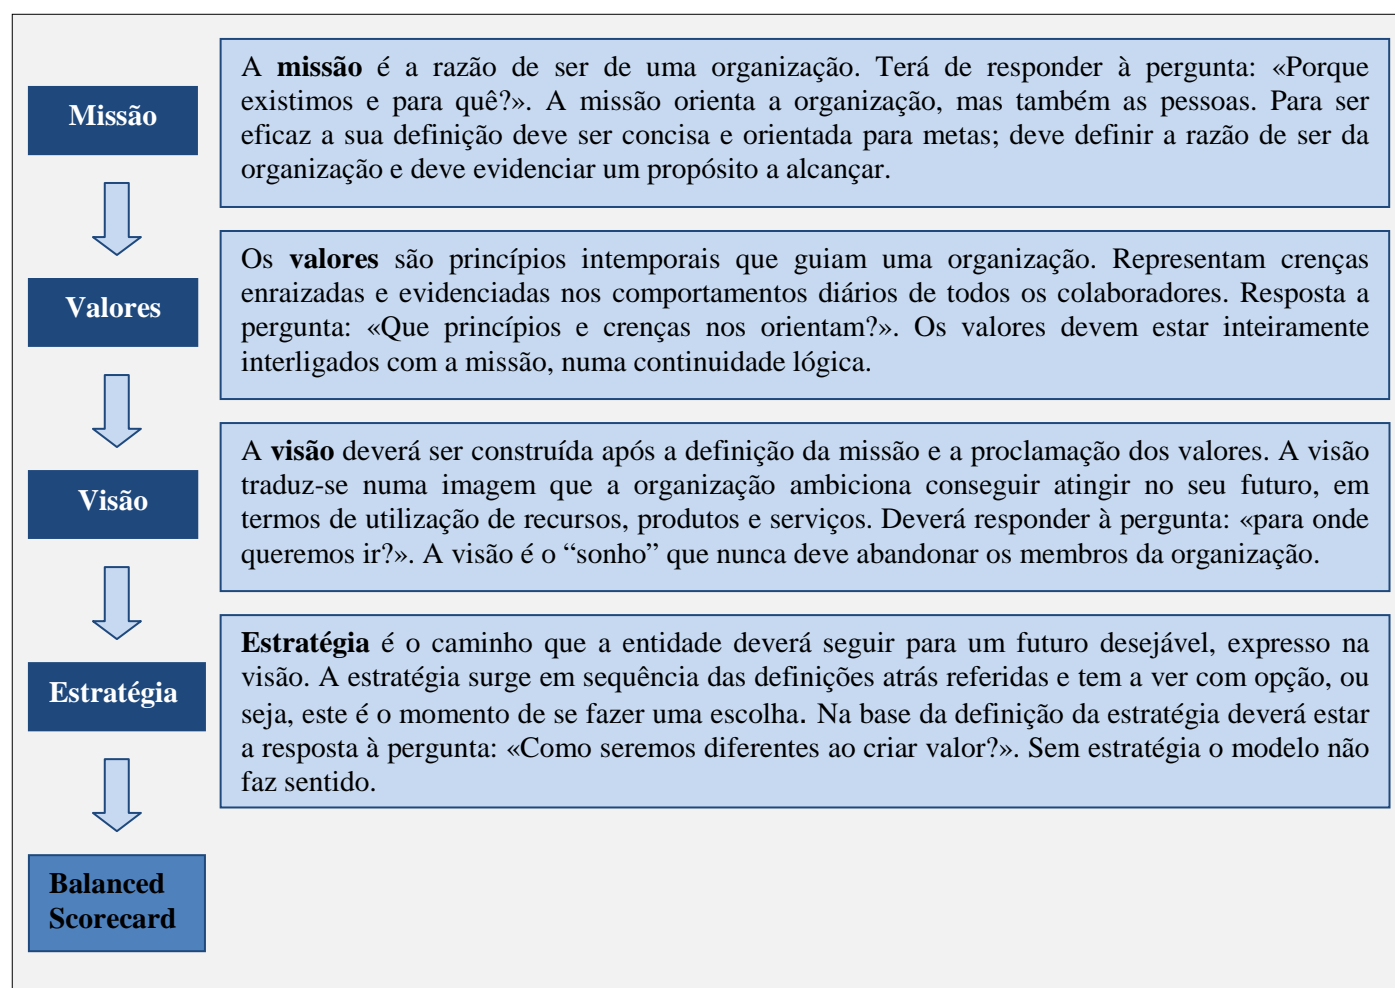 Missão
A missão é a razão de ser de uma organização. Terá de responder à pergunta: «Porque
existimos e para quê?». A missão orienta a organização, mas também as pessoas. Para ser
eficaz a sua definição deve ser concisa e orientada para metas; deve definir a razão de ser da
organização e deve evidenciar um propósito a alcançar.
Valores
Os valores são princípios intemporais que guiam uma organização. Representam crenças
enraizadas e evidenciadas nos comportamentos diários de todos os colaboradores. Resposta a
pergunta: «Que princípios e crenças nos orientam?». Os valores devem estar inteiramente
interligados com a missão, numa continuidade lógica.
Visão
A visão deverá ser construída após a definição da missão e a proclamação dos valores. A visão
traduz-se numa imagem que a organização ambiciona conseguir atingir no seu futuro, em
termos de utilização de recursos, produtos e serviços. Deverá responder à pergunta: «para onde
queremos ir?». A visão é o “sonho” que nunca deve abandonar os membros da organização.
Estratégia
Estratégia é o caminho que a entidade deverá seguir para um futuro desejável, expresso na
visão. A estratégia surge em sequência das definições atrás referidas e tem a ver com opção, ou
seja, este é o momento de se fazer uma escolha. Na base da definição da estratégia deverá estar
a resposta à pergunta: «Como seremos diferentes ao criar valor?». Sem estratégia o modelo não
faz sentido.
Balanced
Scorecard